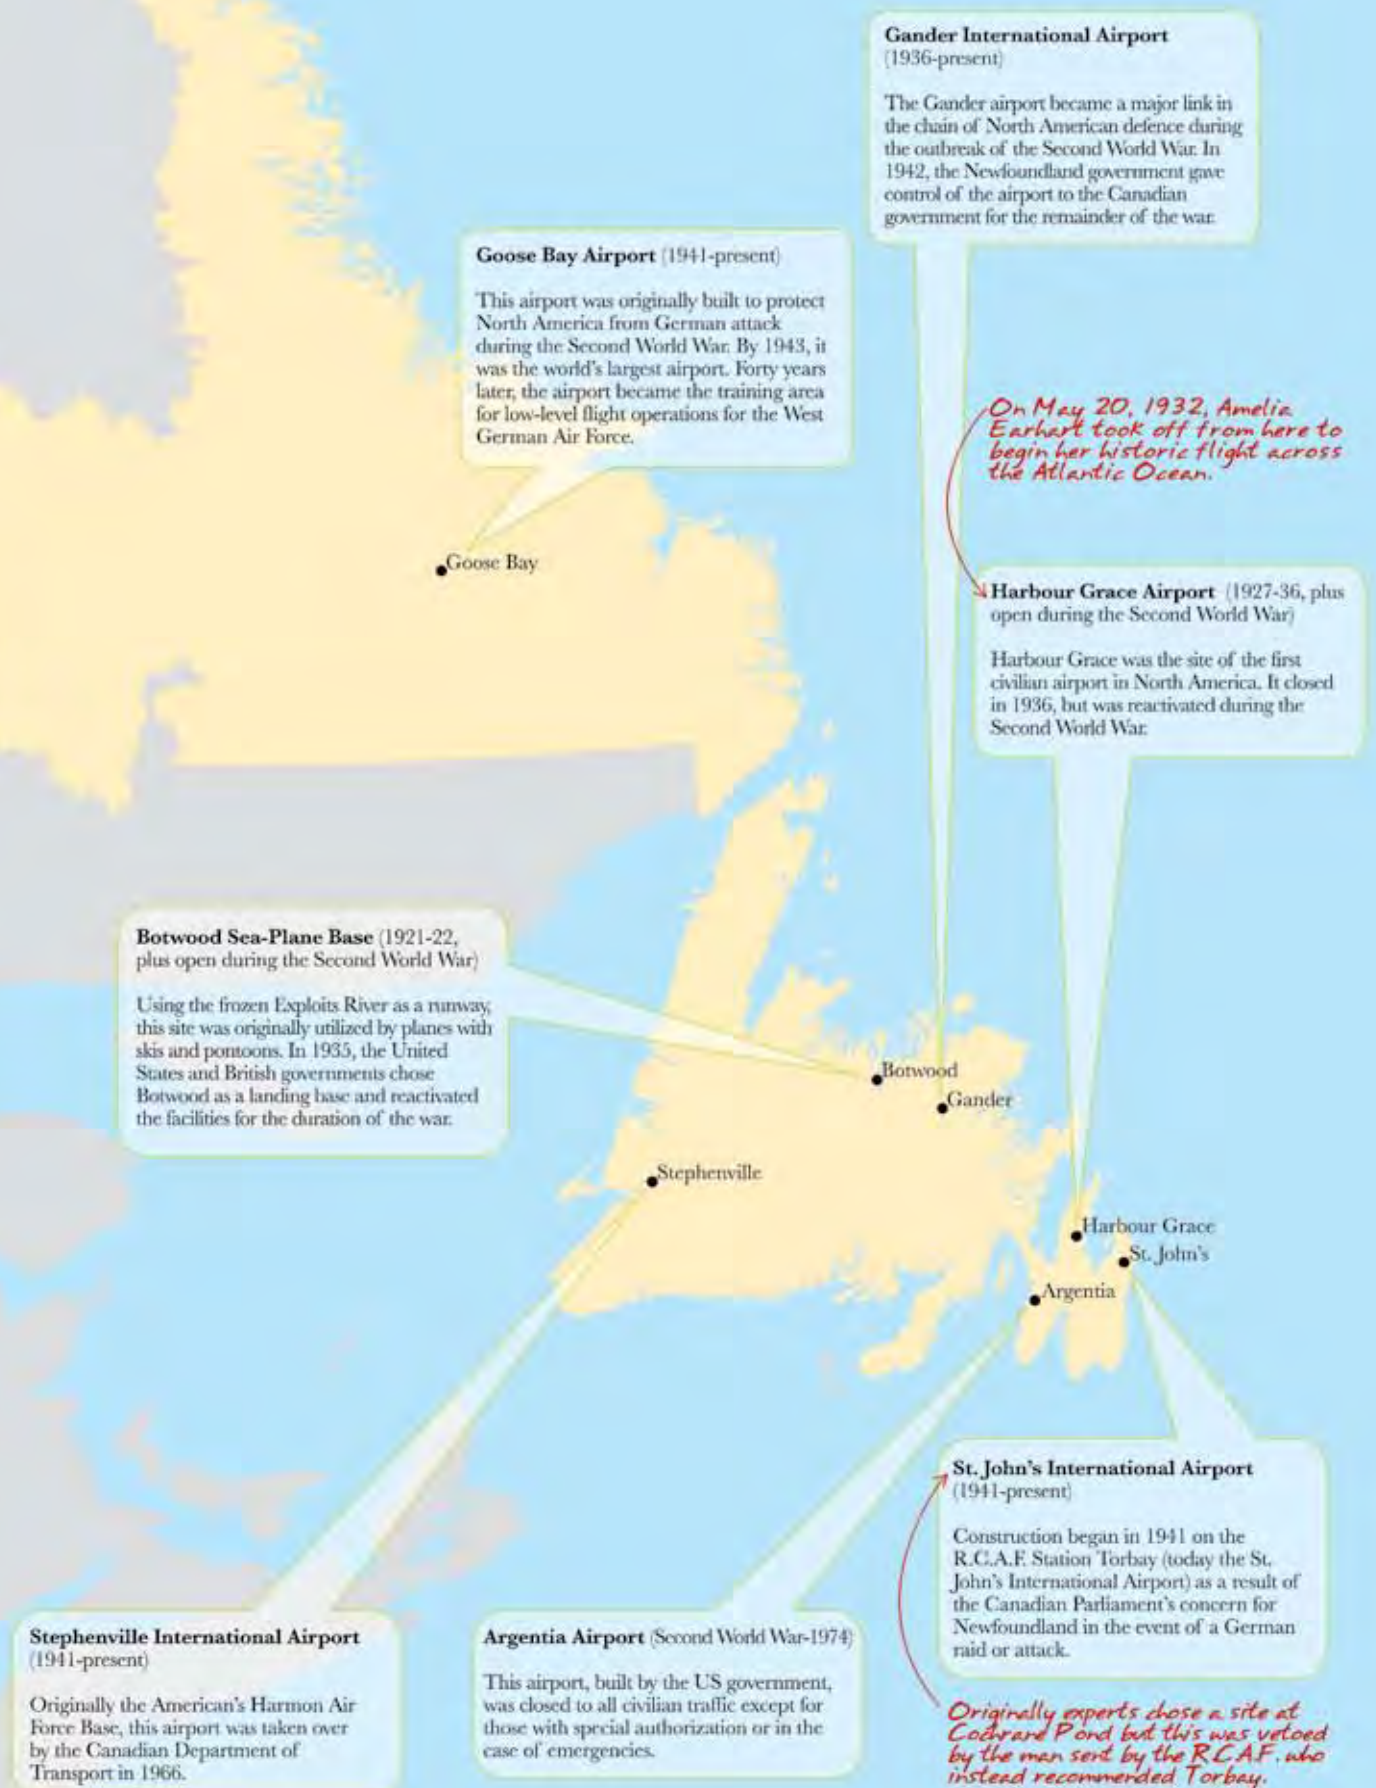 Gander International Airport
(1936-present)
The Gander airport became a major link in
the chain of North American defence during
the outbreak of the Second World War. In
1942, the Newfoundland government gave
control of the airport to the Canadian
government for the remainder of the war.
Goose Bay Airport (1941-present)
This airport was originally built to protect
North America from German attack
during the Second World War. By 1943, it
was the world's largest airport. Forty years
later, the airport became the training area
for low-level flight operations for the West
German Air Force.
On May 20, 1932, Amelia
Earhart took off from here to
begin her historic flight across
the Atlantic Ocean.
Goose Bay
Harbour Grace Airport (1927-36, plus
open during the Second World War)
Harbour Grace was the site of the first
civilian airport in North America. It closed
in 1936, but was reactivated during the
Second World War.
Botwood Sea-Plane Base (1921-22,
plus open during the Second World War)
Using the frozen Exploits River as a runway,
this site was originally utilized by planes with
skis and pontoons. In 1935, the United
States and British governments chose
Botwood as a landing base and reactivated
the facilities for the duration of the war.
Botwood
Gander
Stephenville
Harbour Grace
St. John's
Argentia
St. John's International Airport
(1941-present)
Construction began in 1941 on the
R.C.A.F. Station Torbay (today the St.
John's International Airport) as a result of
the Canadian Parliament's concern for
Newfoundland in the event of a German
raid or attack.
Stephenville International Airport
(1941-present)
Originally the American's Harmon Air
Force Base, this airport was taken over
by the Canadian Department of
Transport in 1966.
Argentia Airport (Second World War-1974)
This airport, built by the US government,
was closed to all civilian traffic except for
those with special authorization or in the
case of emergencies.
Originally experts chose a site at
Cochrane Pond but this was vetoed
by the man sent by the R.C.A.F. who
instead recommended Torbay.